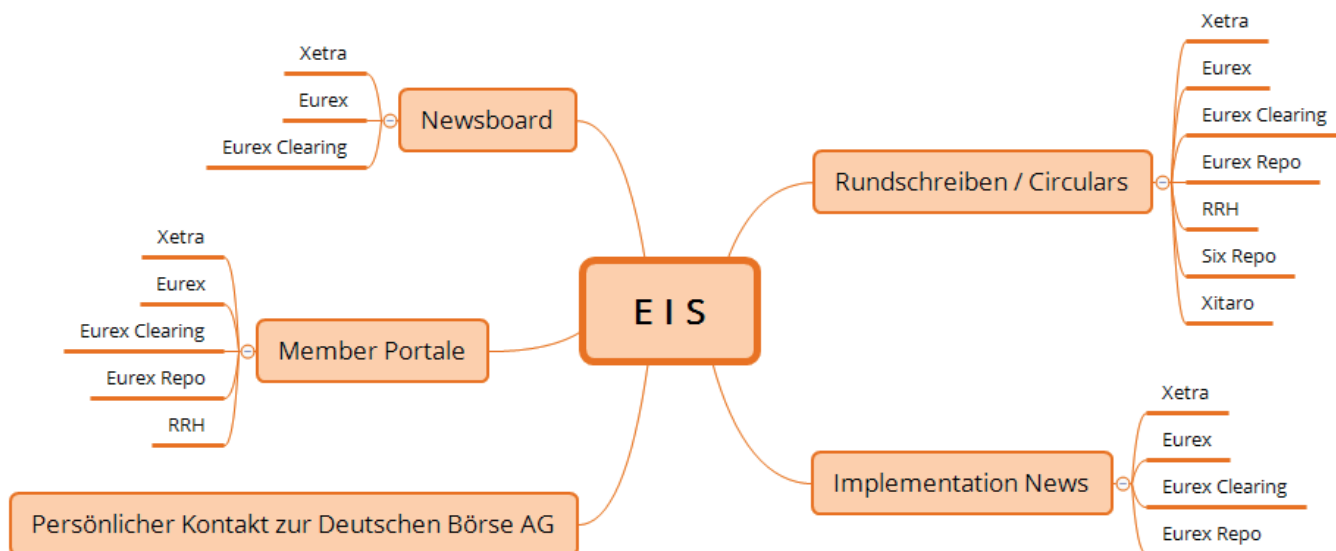 E I S
Newsboard
Xetra
Eurex
Eurex Clearing
Member Portale
Xetra
Eurex
Eurex Clearing
Eurex Repo
RRH
Persönlicher Kontakt zur Deutschen Börse AG
Rundschreiben / Circulars
Xetra
Eurex
Eurex Clearing
Eurex Repo
RRH
Six Repo
Xitaro
Implementation News
Xetra
Eurex
Eurex Clearing
Eurex Repo